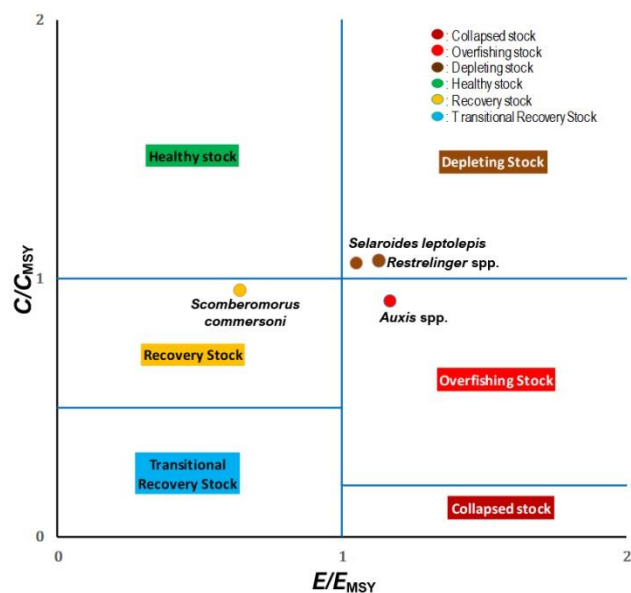 2
: Collapsed stock
: Overfishing stock
: Depleting stock
: Healthy stock
: Recovery stock
: Transitional Recovery Stock
Healthy stock
Depleting Stock
Selaroides leptolepis
Restrelinger spp.
C/CMSY
1
Scomberomorus
commersoni
Auxis spp.
Recovery Stock
Overfishing Stock
Transitional
Recovery Stock
Collapsed stock
0
0
1
2
E/EMSY